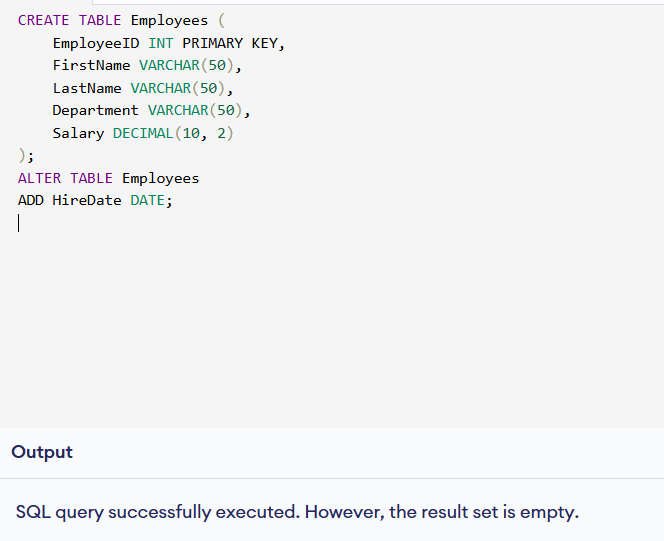 CREATE TABLE Employees (
    EmployeeID INT PRIMARY KEY,
    FirstName VARCHAR(50),
    LastName VARCHAR(50),
    Department VARCHAR(50),
    Salary DECIMAL(10, 2)
);
ALTER TABLE Employees
ADD HireDate DATE;
Output
SQL query successfully executed. However, the result set is empty.